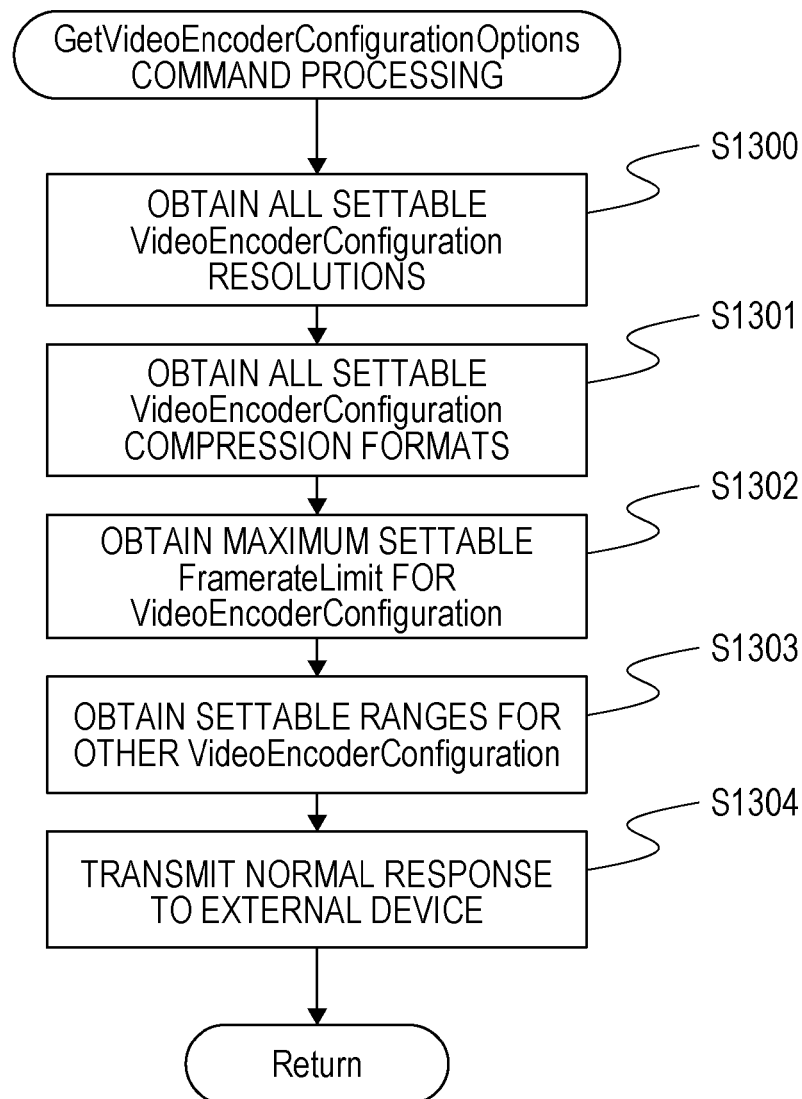 GetVideoEncoderConfigurationOptions
COMMAND PROCESSING
S1300
OBTAIN ALL SETTABLE
VideoEncoderConfiguration
RESOLUTIONS
S1301
OBTAIN ALL SETTABLE
VideoEncoderConfiguration
COMPRESSION FORMATS
S1302
OBTAIN MAXIMUM SETTABLE
FramerateLimit FOR
VideoEncoderConfiguration
S1303
OBTAIN SETTABLE RANGES FOR
OTHER VideoEncoderConfiguration
S1304
TRANSMIT NORMAL RESPONSE
TO EXTERNAL DEVICE
Return